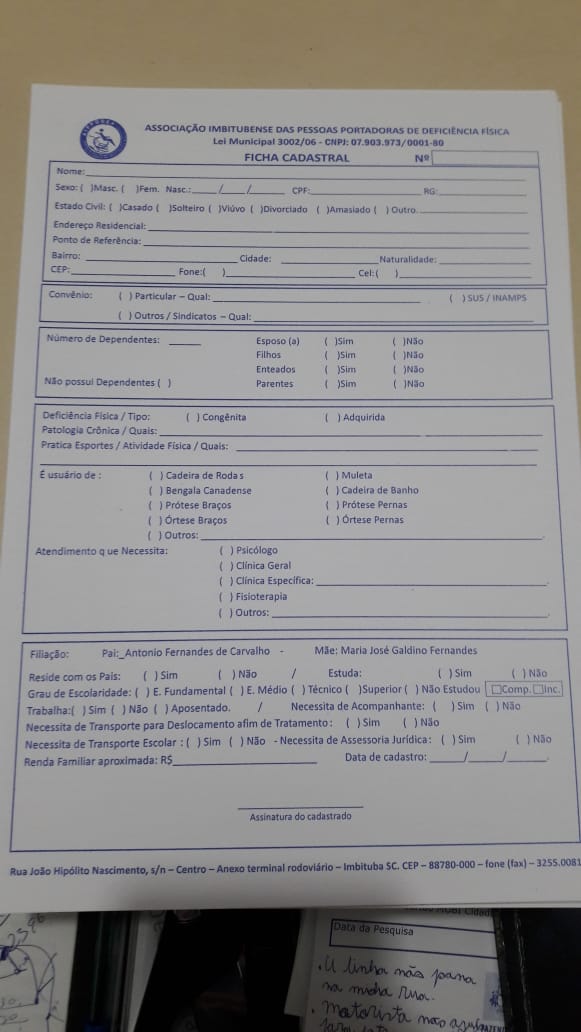 ASSOCIAÇÃO IMBITUBENSE DAS PESSOAS PORTADORAS DE DEFICIÊNCIA FÍSICA
Lei Municipal 3002/06 - CNPJ: 07.903.973/0001-80
FICHA CADASTRAL Nº
Nome:
Sexo: ( )Masc. ( )Fem. Nasc.:____/____/____ CPF: RG:
Estado Civil: ( )Casado ( )Solteiro ( )Viúvo ( )Divorciado ( )Amasiado ( ) Outro.
Endereço Residencial:
Ponto de Referência:
Bairro: Cidade: Naturalidade:
CEP: Fone:( ) Cel:( )
Convênio: ( ) Particular – Qual: ( ) SUS / INAMPS
( ) Outros / Sindicatos – Qual:
Número de Dependentes: Esposo (a) ( )Sim ( )Não
Filhos ( )Sim ( )Não
Enteados ( )Sim ( )Não
Não possui Dependentes ( ) Parentes ( )Sim ( )Não
Deficiência Física / Tipo: ( ) Congênita ( ) Adquirida
Patologia Crônica / Quais:
Pratica Esportes / Atividade Física / Quais:
É usuário de : ( ) Cadeira de Rodas ( ) Muleta
( ) Bengala Canadense ( ) Cadeira de Banho
( ) Prótese Braços ( ) Prótese Pernas
( ) Órtese Braços ( ) Órtese Pernas
( ) Outros:
Atendimento que Necessita: ( ) Psicólogo
( ) Clínica Geral
( ) Clínica Específica:
( ) Fisioterapia
( ) Outros:
Filiação: Pai:_Antonio Fernandes de Carvalho - Mãe: Maria José Galdino Fernandes
Reside com os Pais: ( ) Sim ( ) Não / Estuda: ( ) Sim ( ) Não
Grau de Escolaridade: ( ) E. Fundamental ( ) E. Médio ( ) Técnico ( )Superior ( ) Não Estudou ☐Comp. ☐Inc.
Trabalha:( ) Sim ( ) Não ( ) Aposentado. / Necessita de Acompanhante: ( ) Sim ( ) Não
Necessita de Transporte para Deslocamento afim de Tratamento : ( ) Sim ( ) Não
Necessita de Transporte Escolar : ( ) Sim ( ) Não - Necessita de Assessoria Jurídica: ( ) Sim ( ) Não
Renda Familiar aproximada: R$ Data de cadastro: ____/____/____.
Assinatura do cadastrado
Rua João Hipólito Nascimento, s/n – Centro – Anexo terminal rodoviário – Imbituba SC. CEP – 88780-000 – fone (fax) – 3255.0081
Data da Pesquisa
linha não para
na minha rua.
. Motorista não